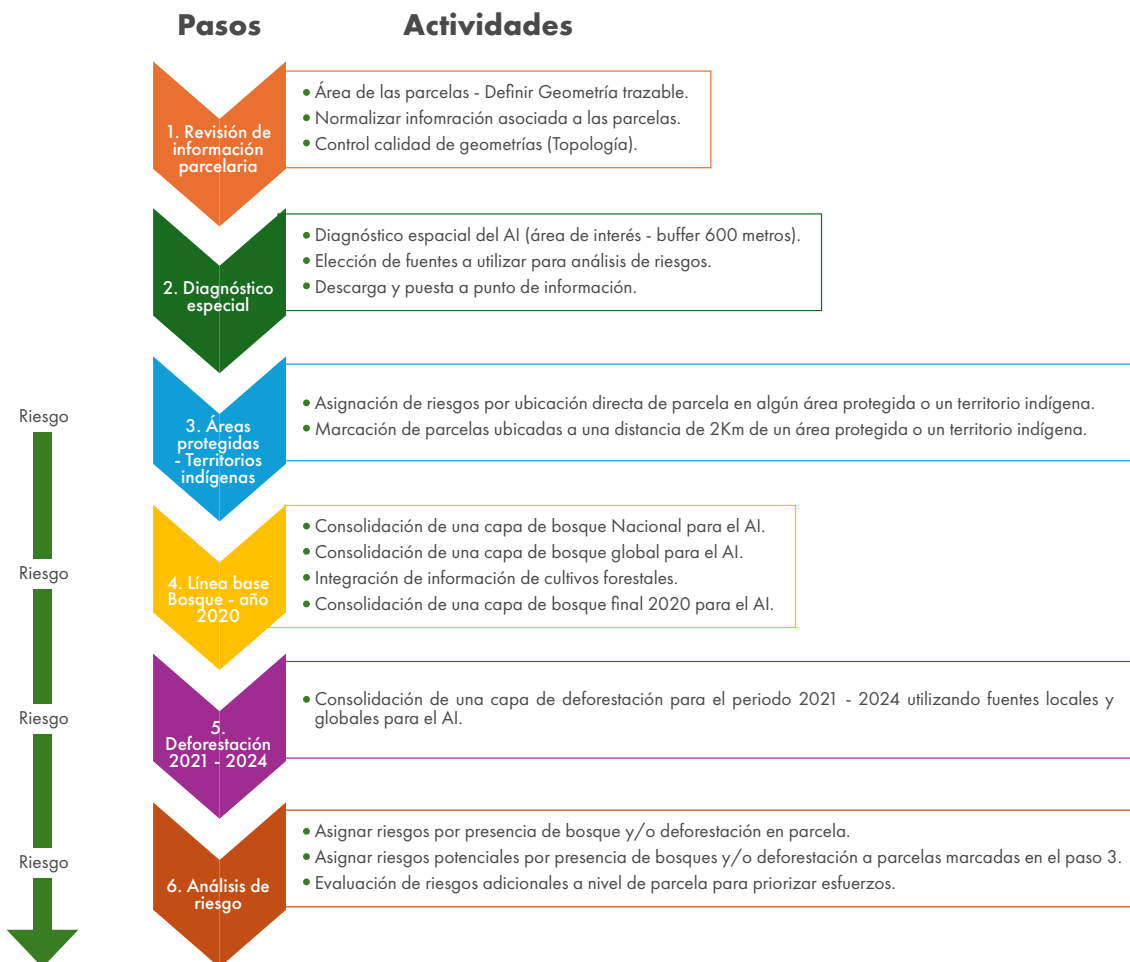 Pasos
Actividades
1. Revisión de
información
parcelaria
• Área de las parcelas - Definir Geometría trazable.
• Normalizar infomración asociada a las parcelas.
• Control calidad de geometrías (Topología).
2. Diagnóstico
especial
• Diagnóstico espacial del AI (área de interés - buffer 600 metros).
• Elección de fuentes a utilizar para análisis de riesgos.
• Descarga y puesta a punto de información.
Riesgo
3. Áreas
protegidas
- Territorios
indígenas
• Asignación de riesgos por ubicación directa de parcela en algún área protegida o un territorio indígena.
• Marcación de parcelas ubicadas a una distancia de 2Km de un área protegida o un territorio indígena.
Riesgo
4. Línea base
Bosque - año
2020
• Consolidación de una capa de bosque Nacional para el AI.
• Consolidación de una capa de bosque global para el AI.
• Integración de información de cultivos forestales.
• Consolidación de una capa de bosque final 2020 para el AI.
Riesgo
5.
Deforestación
2021 - 2024
• Consolidación de una capa de deforestación para el periodo 2021 - 2024 utilizando fuentes locales y
globales para el AI.
Riesgo
6. Análisis de
riesgo
• Asignar riesgos por presencia de bosque y/o deforestación en parcela.
• Asignar riesgos potenciales por presencia de bosques y/o deforestación a parcelas marcadas en el paso 3.
• Evaluación de riesgos adicionales a nivel de parcela para priorizar esfuerzos.